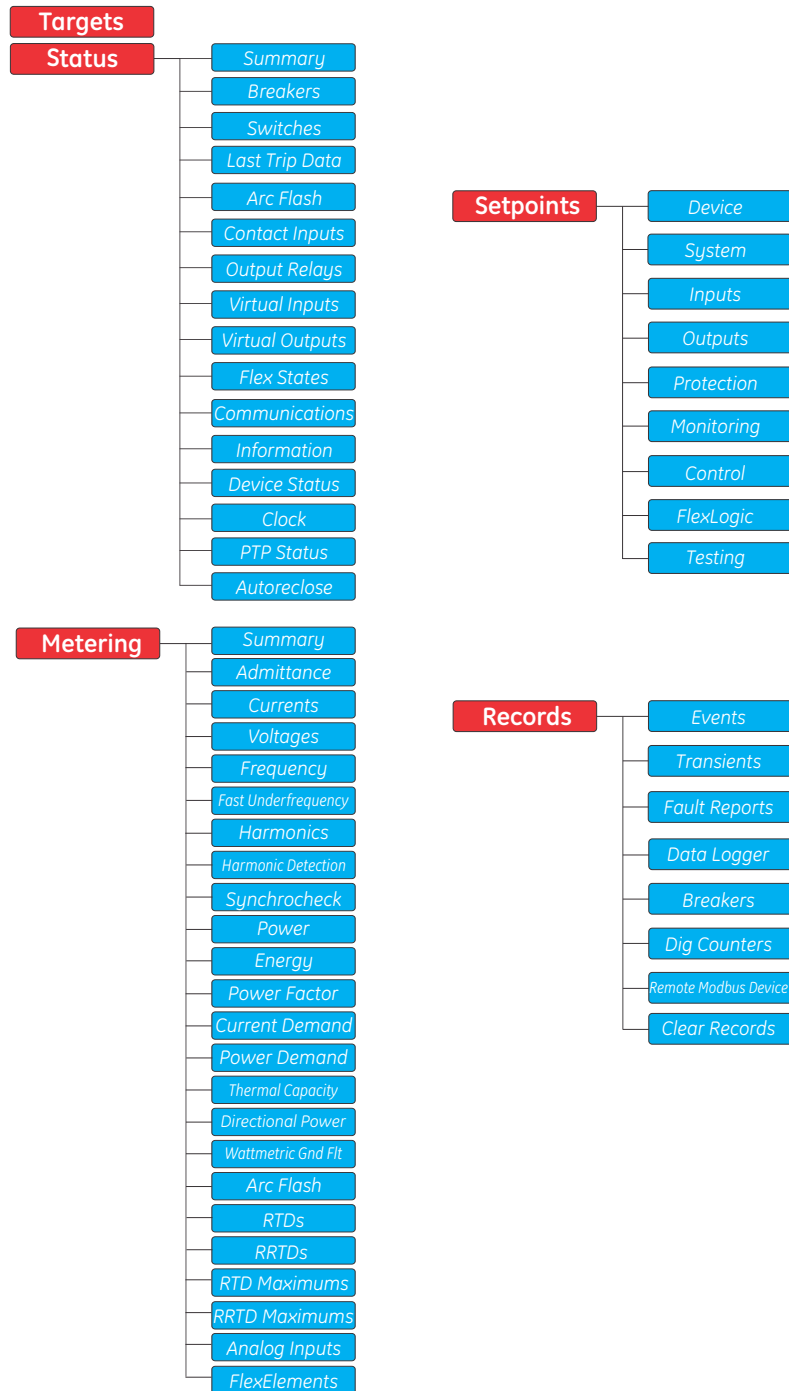 Targets
Status
Summary
Breakers
Switches
Last Trip Data
Arc Flash
Contact Inputs
Output Relays
Virtual Inputs
Virtual Outputs
Flex States
Communications
Information
Device Status
Clock
PTP Status
Autoreclose
Setpoints
Device
System
Inputs
Outputs
Protection
Monitoring
Control
FlexLogic
Testing
Metering
Summary
Admittance
Currents
Voltages
Frequency
Fast Underfrequency
Harmonics
Harmonic Detection
Synchrocheck
Power
Energy
Power Factor
Current Demand
Power Demand
Thermal Capacity
Directional Power
Wattmetric Gnd Flt
Arc Flash
RTDs
RRTDs
RTD Maximums
RRTD Maximums
Analog Inputs
FlexElements
Records
Events
Transients
Fault Reports
Data Logger
Breakers
Dig Counters
Remote Modbus Device
Clear Records